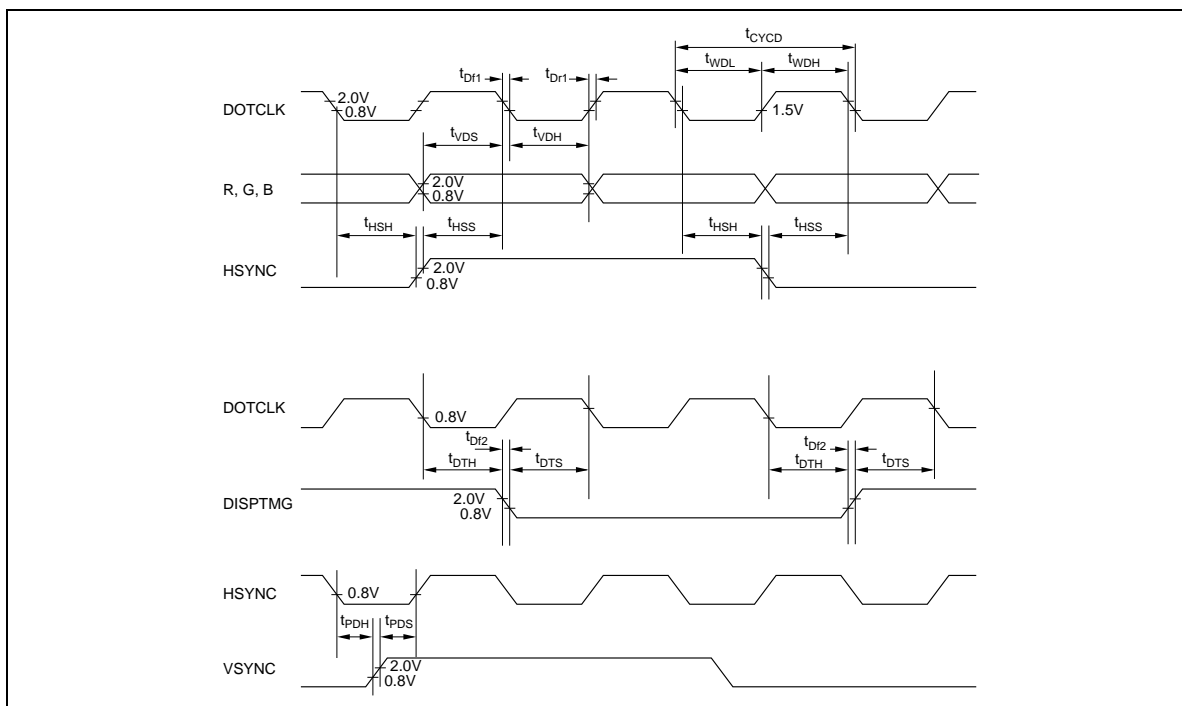 tCYCD
tDf1 tDr1 tWDL tWDH
DOTCLK 2.0V 0.8V 1.5V
tVDS tVDH
R, G, B 2.0V 0.8V
tHSH tHSS tHSH tHSS
HSYNC 2.0V 0.8V
DOTCLK 0.8V
tDf2 tDf2
tDTH tDTS tDTH tDTS
DISPTMG 2.0V 0.8V
HSYNC 0.8V
tPDH tPDS
VSYNC 2.0V 0.8V